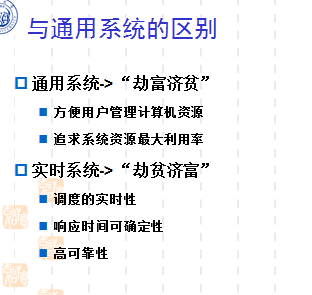 与通用系统的区别
通用系统->“劫富济贫”
方便用户管理计算机资源
追求系统资源最大利用率
实时系统->“劫贫济富”
调度的实时性
响应时间可确定性
高可靠性